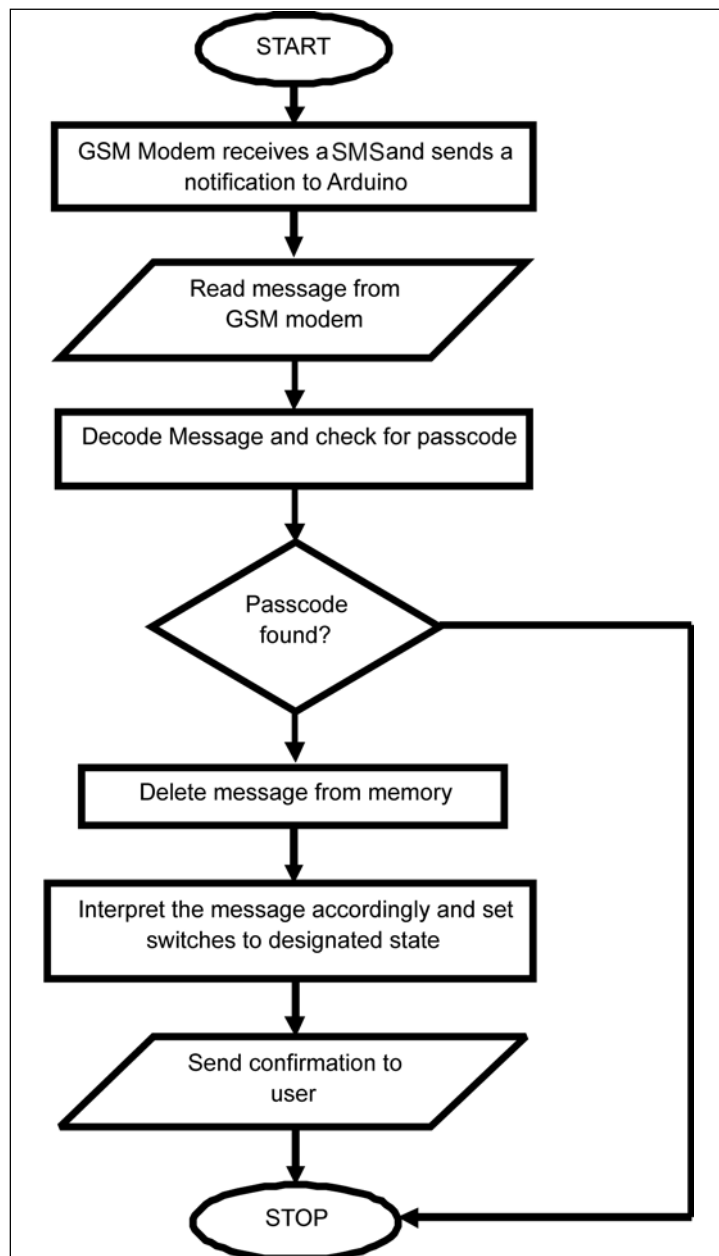 START
GSM Modem receives a SMS and sends a
notification to Arduino
Read message from
GSM modem
Decode Message and check for passcode
Passcode
found?
Delete message from memory
Interpret the message accordingly and set
switches to designated state
Send confirmation to
user
STOP